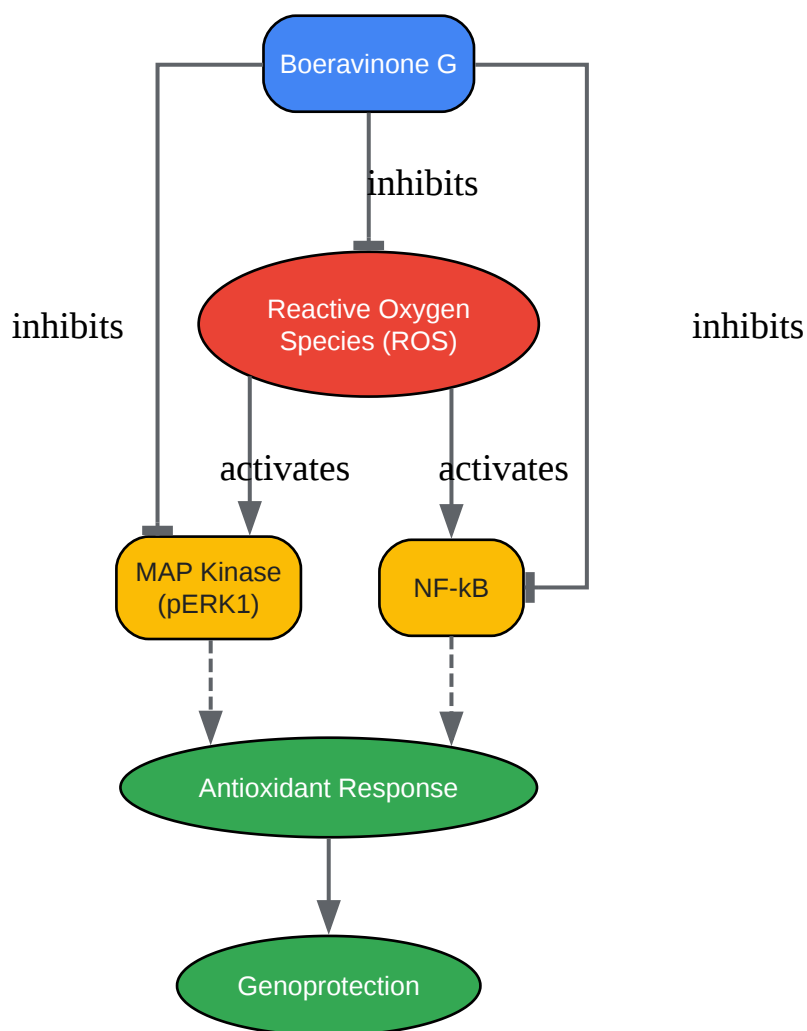 Boeravinone G
inhibits
Reactive Oxygen
Species (ROS)
inhibits
inhibits
activates
activates
MAP Kinase
(pERK1)
NF-kB
Antioxidant Response
Genoprotection